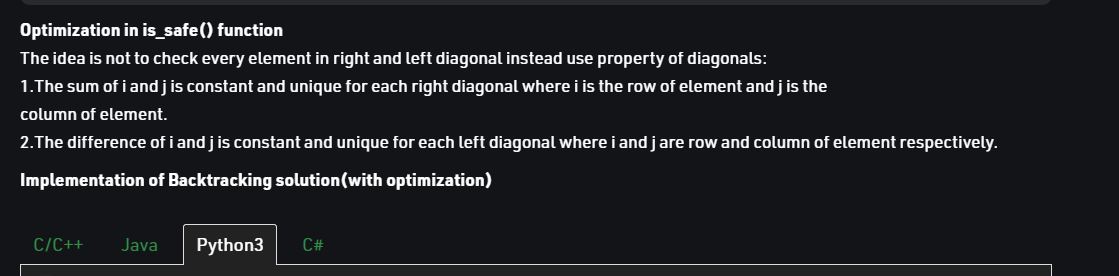 Optimization in is_safe() function
The idea is not to check every element in right and left diagonal instead use property of diagonals:
1.The sum of i and j is constant and unique for each right diagonal where i is the row of element and j is the
column of element.
2.The difference of i and j is constant and unique for each left diagonal where i and j are row and column of element respectively.
Implementation of Backtracking solution(with optimization)
C/C++ Java Python3 C#